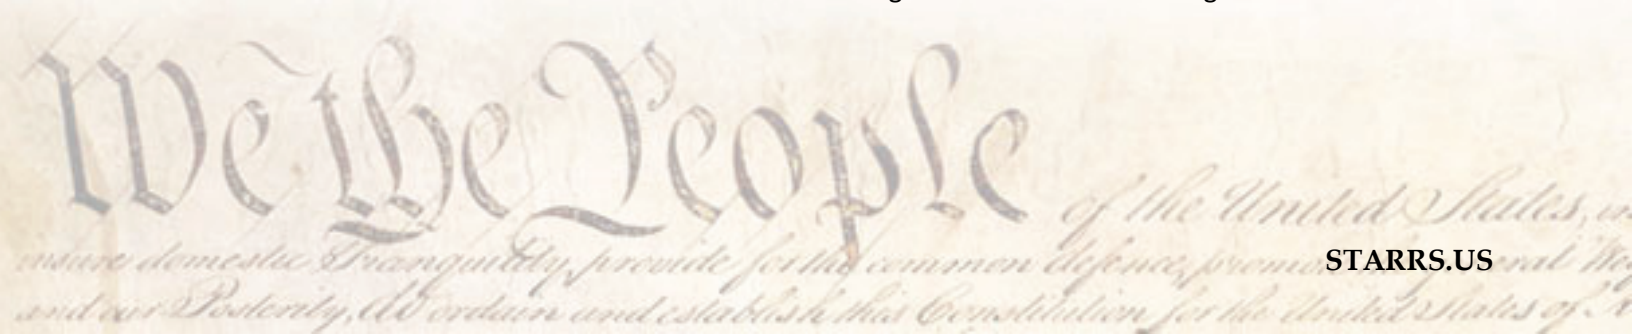 We the People of the United States,
insure domestic Tranquility, provide for the common defence, promo
STARRS.US
and our Posterity, do ordain and establish this Constitution for the United States of A